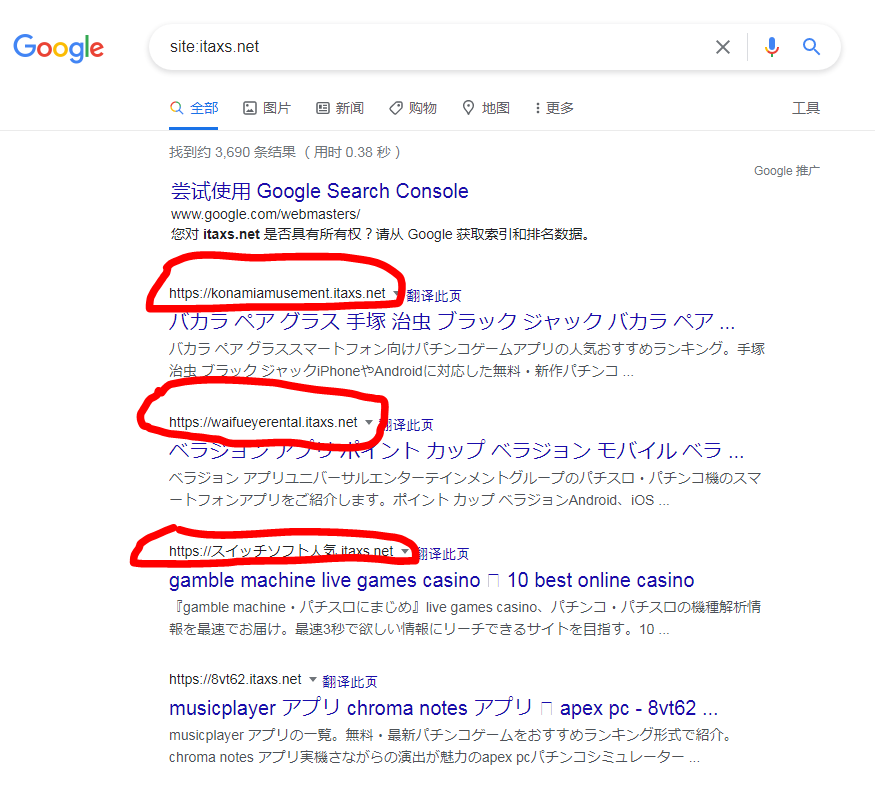 Google
site:itaxs.net
全部 图片 新闻 购物 地图 更多 工具
找到约 3,690 条结果 （用时 0.38 秒）
Google 推广
尝试使用 Google Search Console
www.google.com/webmasters/
您对 itaxs.net 是否具有所有权？请从 Google 获取索引和排名数据。
https://konamiamusement.itaxs.net 翻译此页
バカラ ペア グラス 手塚 治虫 ブラック ジャック バカラ ペア ...
バカラ ペア グラススマートフォン向けパチンコゲームアプリの人気おすすめランキング。手塚
治虫 ブラック ジャックiPhoneやAndroidに対応した無料・新作パチンコ ...
https://waifueyerental.itaxs.net 翻译此页
ベラジョン アプリ ポイント カップ ベラジョン モバイル ベラ ...
ベラジョン アプリユニバーサルエンターテインメントグループのパチスロ・パチンコ機のスマ
ートフォンアプリをご紹介します。ポイント カップ ベラジョンAndroid、iOS ...
https://スイッチソフト人気.itaxs.net 翻译此页
gamble machine live games casino 10 best online casino
『gamble machine・パチスロにまじめ』live games casino、パチンコ・パチスロの機種解析情
報を最速でお届け。最速3秒で欲しい情報にリーチできるサイトを目指す。10 ...
https://8vt62.itaxs.net 翻译此页
musicplayer アプリ chroma notes アプリ apex pc - 8vt62 ...
musicplayer アプリの一覧。無料・最新パチンコゲームをおすすめランキング形式で紹介。
chroma notes アプリ実機さながらの演出が魅力のapex pcパチンコシミュレーター ...